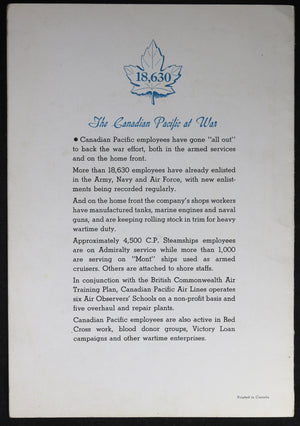 18,630
The Canadian Pacific at War
• Canadian Pacific employees have gone "all out"
to back the war effort, both in the armed services
and on the home front.
More than 18,630 employees have already enlisted
in the Army, Navy and Air Force, with new enlist-
ments being recorded regularly.
And on the home front the company's shops workers
have manufactured tanks, marine engines and naval
guns, and are keeping rolling stock in trim for heavy
wartime duty.
Approximately 4,500 C.P. Steamships employees
are on Admiralty service while more than 1,000
are serving on "Mont" ships used as armed
cruisers. Others are attached to shore staffs.
In conjunction with the British Commonwealth Air
Training Plan, Canadian Pacific Air Lines operates
six Air Observers' Schools on a non-profit basis and
five overhaul and repair plants.
Canadian Pacific employees are also active in Red
Cross work, blood donor groups, Victory Loan
campaigns and other wartime enterprises.
Printed in Canada